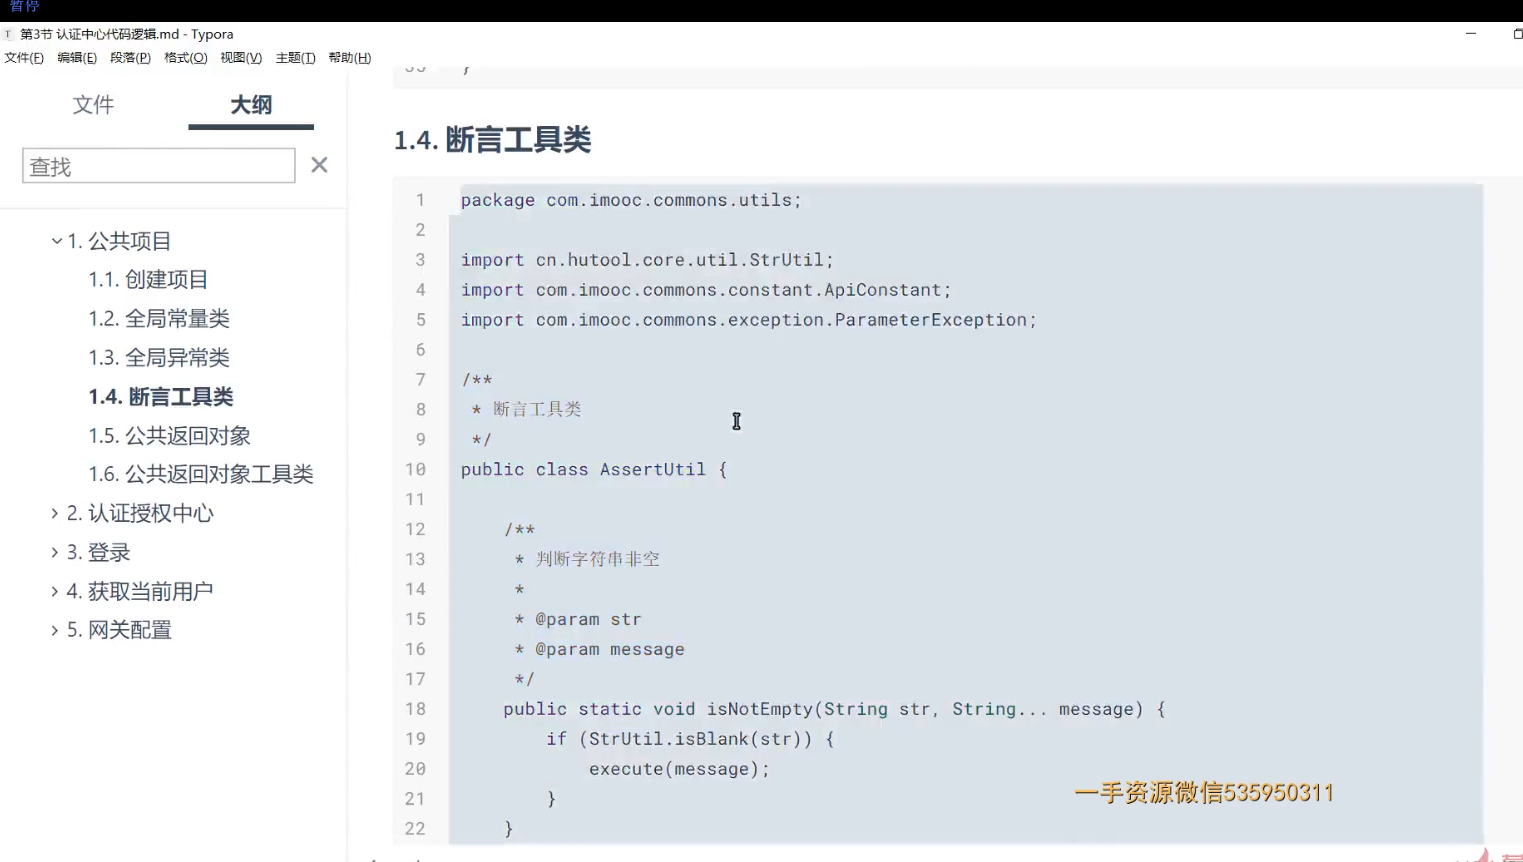 暂停
第3节 认证中心代码逻辑.md - Typora
文件(F) 编辑(E) 段落(P) 格式(O) 视图(V) 主题(T) 帮助(H)
文件 大纲
查找
1. 公共项目
1.1. 创建项目
1.2. 全局常量类
1.3. 全局异常类
1.4. 断言工具类
1.5. 公共返回对象
1.6. 公共返回对象工具类
2. 认证授权中心
3. 登录
4. 获取当前用户
5. 网关配置
1.4. 断言工具类
1 package com.imooc.commons.utils;
2
3 import cn.hutool.core.util.StrUtil;
4 import com.imooc.commons.constant.ApiConstant;
5 import com.imooc.commons.exception.ParameterException;
6
7 /**
8 * 断言工具类
9 */
10 public class AssertUtil {
11
12 /**
13 * 判断字符串非空
14 *
15 * @param str
16 * @param message
17 */
18 public static void isNotEmpty(String str, String... message) {
19 if (StrUtil.isBlank(str)) {
20 execute(message);
21 }
22 }
一手资源微信535950311